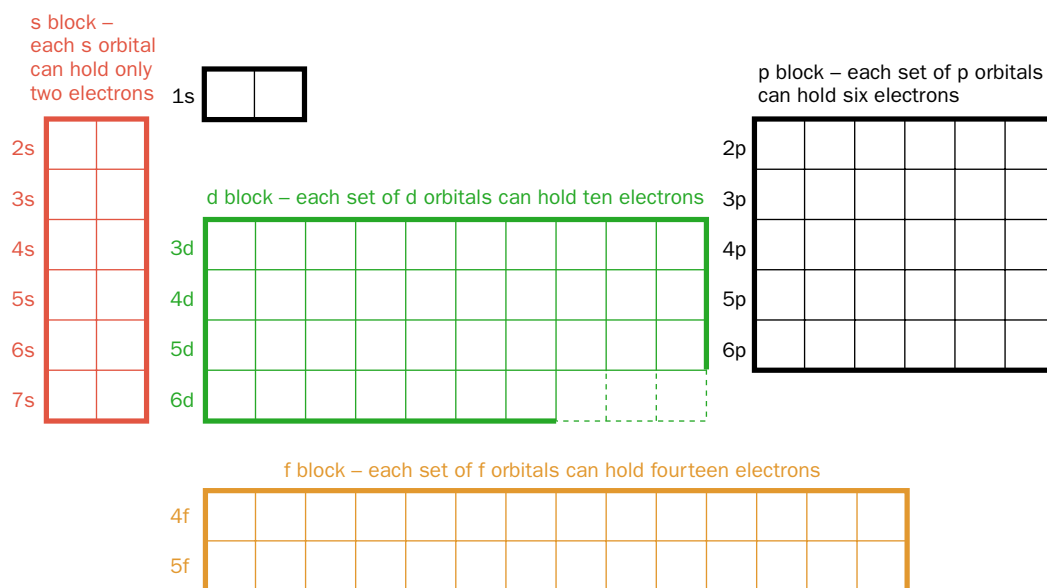 s block –
each s orbital
can hold only
two electrons
1s
p block – each set of p orbitals
can hold six electrons
2s
3s
4s
5s
6s
7s
d block – each set of d orbitals can hold ten electrons
3d
4d
5d
6d
2p
3p
4p
5p
6p
f block – each set of f orbitals can hold fourteen electrons
4f
5f